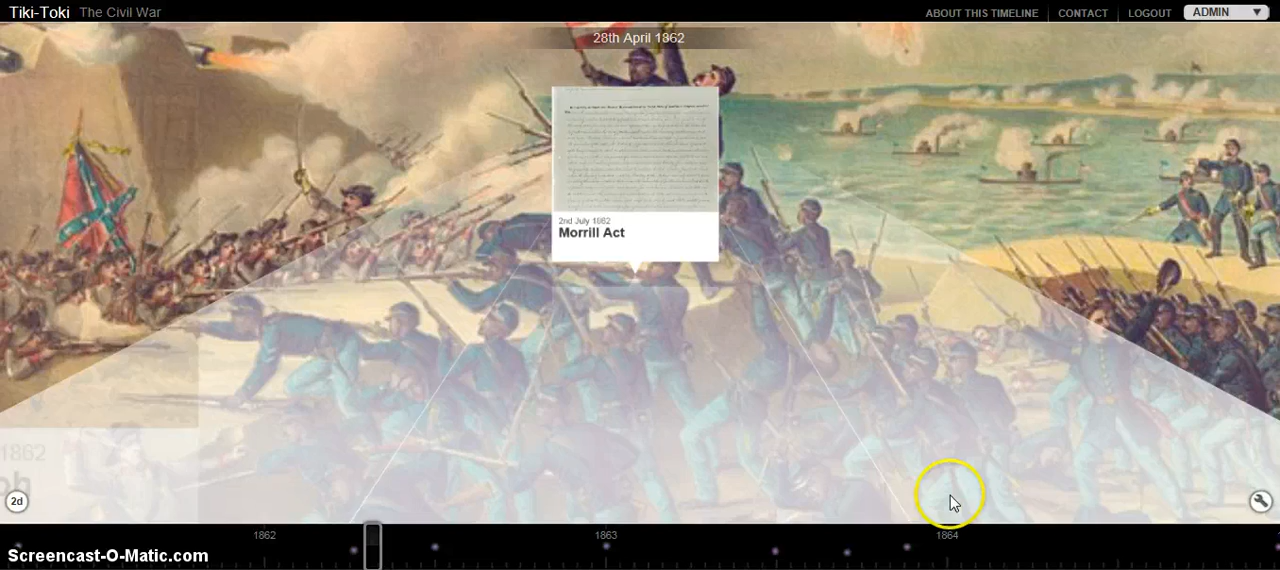 Tiki-Toki The Civil War
ABOUT THIS TIMELINE CONTACT LOGOUT ADMIN
28th April 1862
2nd July 1862
Morrill Act
1862
2d
1862 1863 1864
Screencast-O-Matic.com